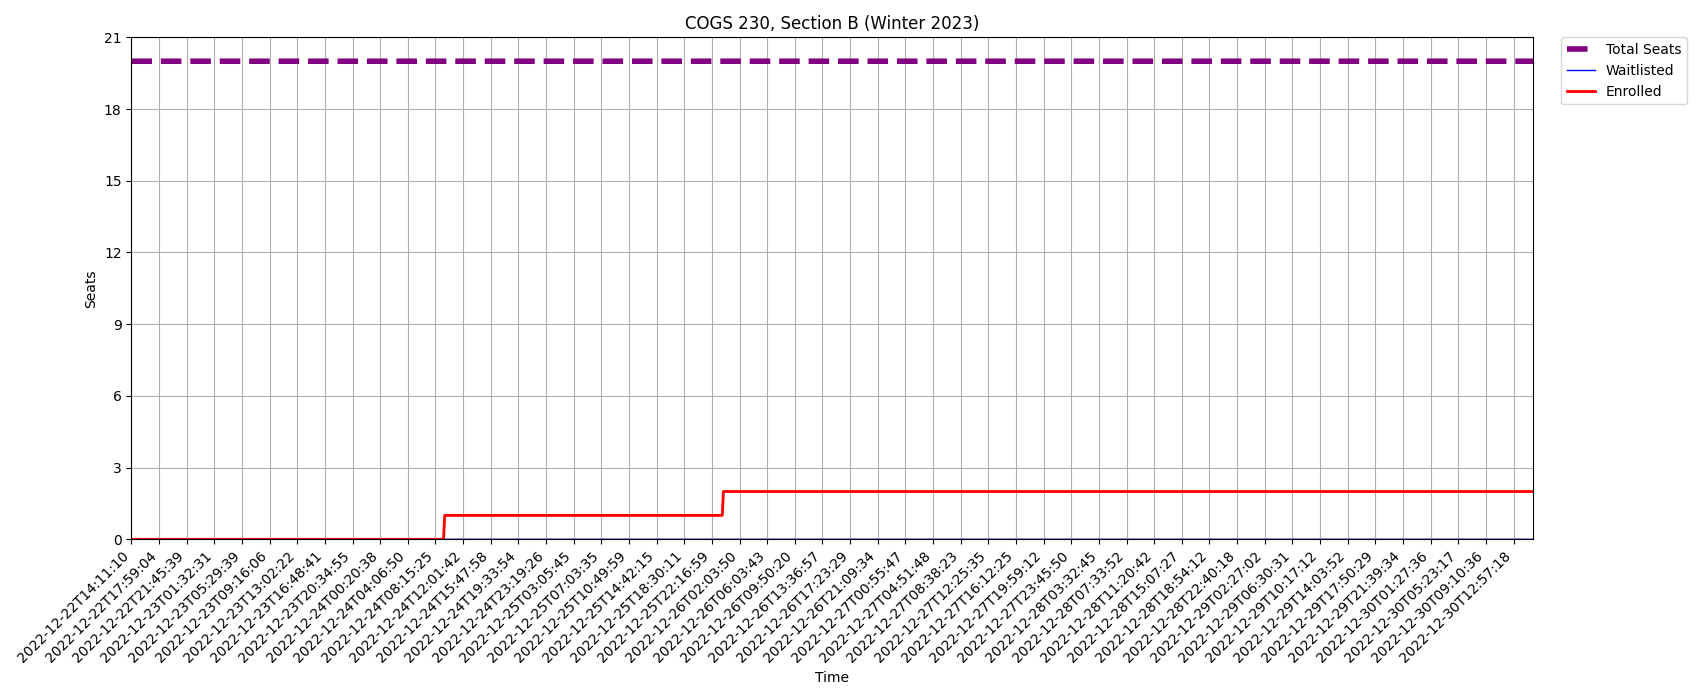 COGS 230, Section B (Winter 2023)
Total Seats
Waitlisted
Enrolled
Seats
21
18
15
12
9
6
3
0
2022-12-22T14:11:10
2022-12-22T17:59:04
2022-12-22T21:45:39
2022-12-23T01:32:31
2022-12-23T05:29:39
2022-12-23T09:16:06
2022-12-23T13:02:22
2022-12-23T16:48:41
2022-12-23T20:34:55
2022-12-24T00:20:38
2022-12-24T04:06:50
2022-12-24T08:15:25
2022-12-24T12:01:42
2022-12-24T15:47:58
2022-12-24T19:33:54
2022-12-24T23:19:26
2022-12-25T03:05:45
2022-12-25T07:03:35
2022-12-25T10:49:59
2022-12-25T14:42:15
2022-12-25T18:30:11
2022-12-25T22:16:59
2022-12-26T02:03:50
2022-12-26T06:03:43
2022-12-26T09:50:20
2022-12-26T13:36:57
2022-12-26T17:23:29
2022-12-26T21:09:34
2022-12-27T00:55:47
2022-12-27T04:51:48
2022-12-27T08:38:23
2022-12-27T12:25:35
2022-12-27T16:12:25
2022-12-27T19:59:12
2022-12-27T23:45:50
2022-12-28T03:32:45
2022-12-28T07:33:52
2022-12-28T11:20:42
2022-12-28T15:07:27
2022-12-28T18:54:12
2022-12-28T22:40:18
2022-12-29T02:27:02
2022-12-29T06:30:31
2022-12-29T10:17:12
2022-12-29T14:03:52
2022-12-29T17:50:29
2022-12-29T21:39:34
2022-12-30T01:27:36
2022-12-30T05:23:17
2022-12-30T09:10:36
2022-12-30T12:57:18
Time